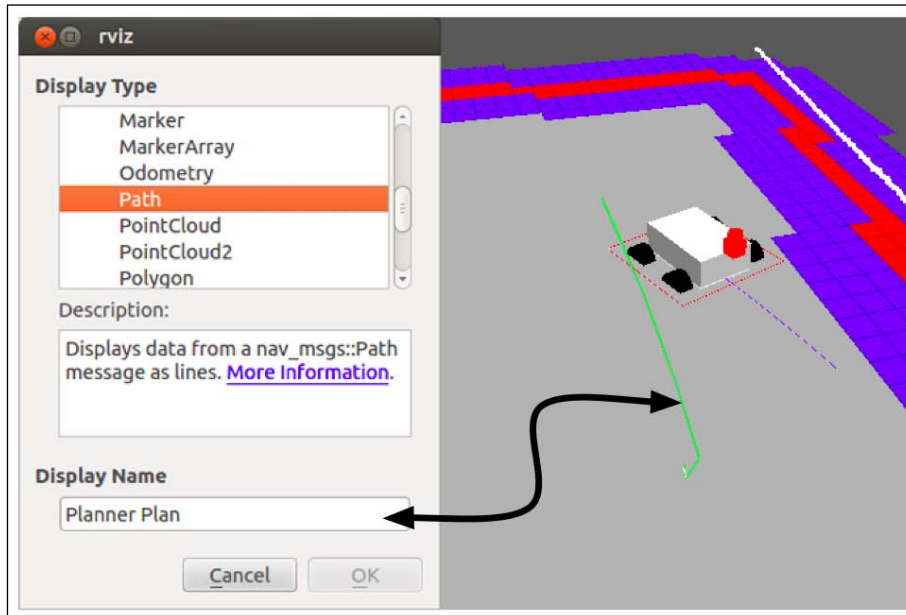 rviz
Display Type
Marker
MarkerArray
Odometry
Path
PointCloud
PointCloud2
Polygon
Description:
Displays data from a nav_msgs::Path
message as lines. More Information.
Display Name
Planner Plan
Cancel
OK